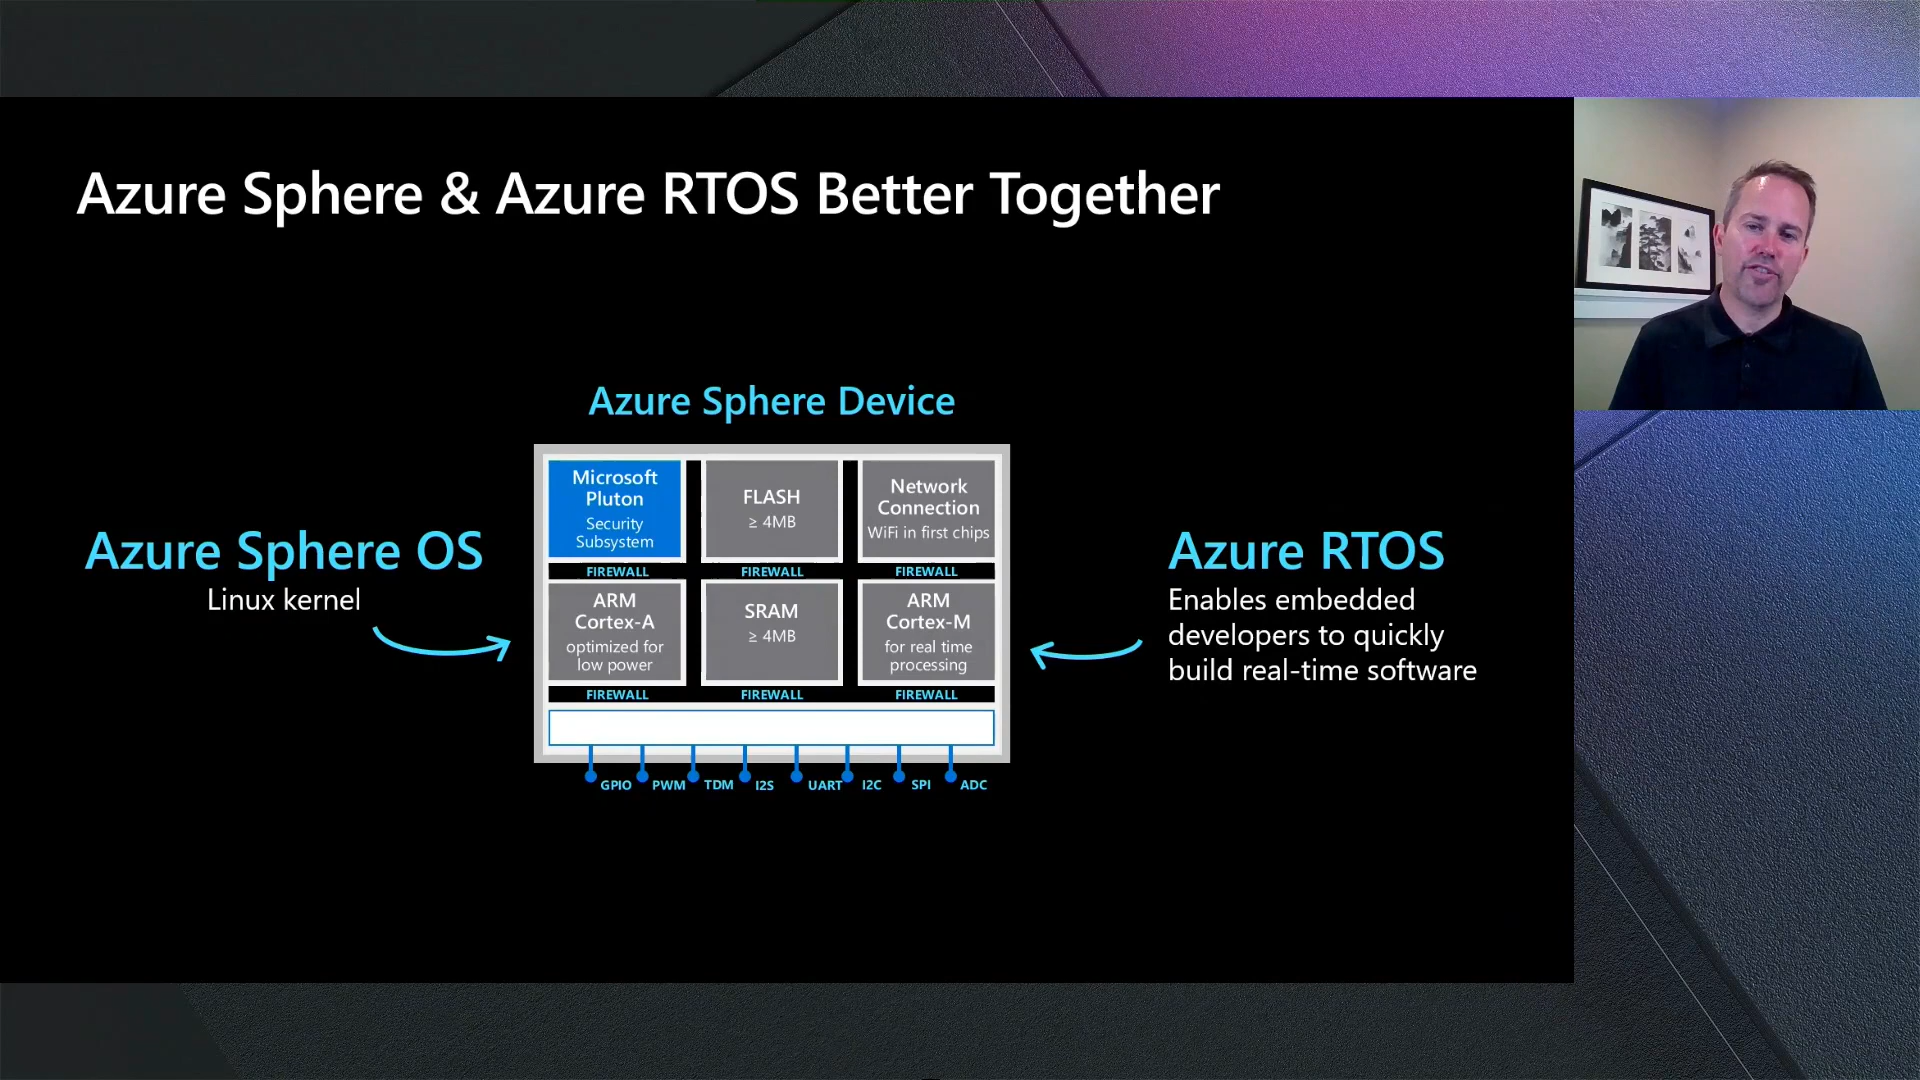 Azure Sphere & Azure RTOS Better Together
Azure Sphere Device
Microsoft
Pluton
Security
Subsystem
FLASH
≥ 4MB
Network
Connection
WiFi in first chips
FIREWALL FIREWALL FIREWALL
ARM
Cortex-A
optimized for
low power
SRAM
≥ 4MB
ARM
Cortex-M
for real time
processing
FIREWALL FIREWALL FIREWALL
GPIO PWM TDM I2S UART I2C SPI ADC
Azure Sphere OS
Linux kernel
Azure RTOS
Enables embedded
developers to quickly
build real-time software